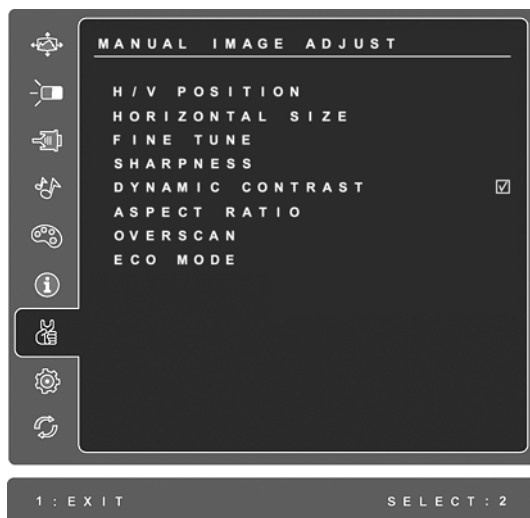 MANUAL IMAGE ADJUST
H/V POSITION
HORIZONTAL SIZE
FINE TUNE
SHARPNESS
DYNAMIC CONTRAST
ASPECT RATIO
OVERSCAN
ECO MODE
1:EXIT SELECT:2